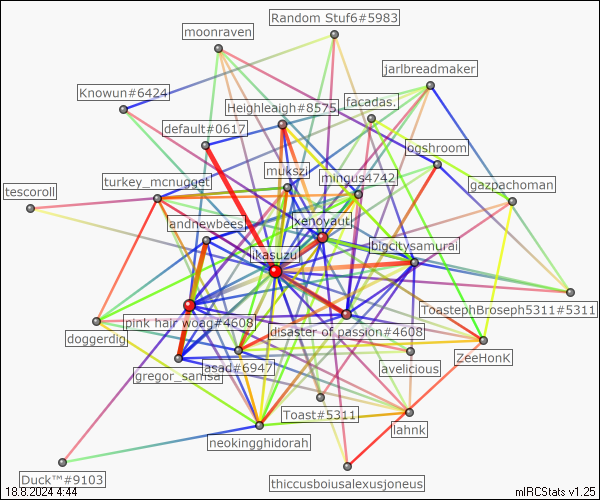 Random Stuf6#5983
moonraven
jarlbreadmaker
Knowun#6424
Heighleaigh#8575
facadas.
default#0617
ooshroom
mukszi
mingus4742
turkey_mcnugget
gazpachoman
tescoroll
andnewbees
xenovauti
ikasuzu
bigcitysamurai
ToastephBroseph5311#5311
pink hair woag#4608
disaster of passion#4608
doggerdig
ZeeHonK
asad#6947
avelicious
gregor_samsa
Toast#5311
lahnk
neokingghidorah
Duck™#9103
thiccusboiusalexusjoneus
18.8.2024 4:44
mIRCStats v1.25